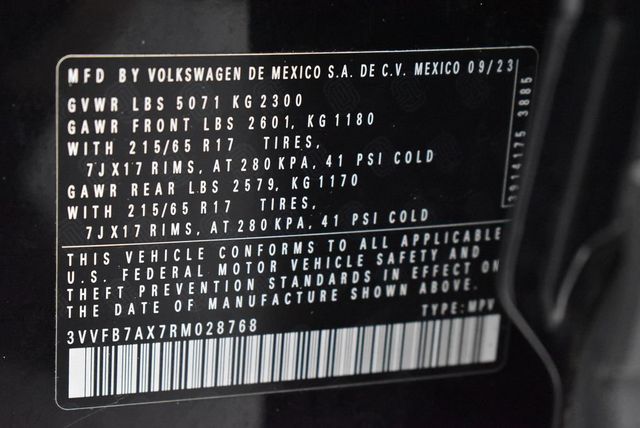 MFD BY VOLKSWAGEN DE MEXICO S.A. DE C.V. MEXICO 09/23
GVWR LBS 5071 KG 2300
GAWR FRONT LBS 2601, KG 1180
WITH 215/65 R17 TIRES,
7JX17 RIMS, AT 280 KPA, 41 PSI COLD
GAWR REAR LBS 2579, KG 1170
WITH 215/65 R17 TIRES,
7JX17 RIMS, AT 280 KPA, 41 PSI COLD
3885
THIS VEHICLE CONFORMS TO ALL APPLICABLE
U.S. FEDERAL MOTOR VEHICLE SAFETY AND
THEFT PREVENTION STANDARDS IN EFFECT ON
THE DATE OF MANUFACTURE SHOWN ABOVE.
3VVFB7AX7RM028768 TYPE: MPV